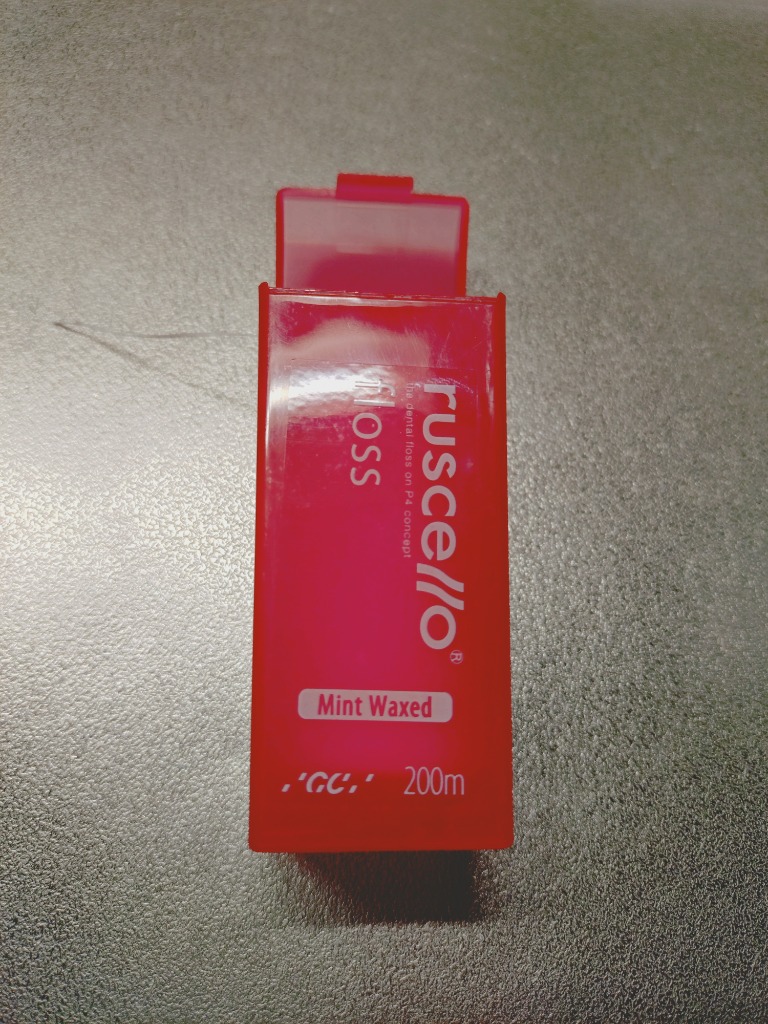 ruscello®
the dental floss on P4 concept
floss
Mint Waxed
GC
200m